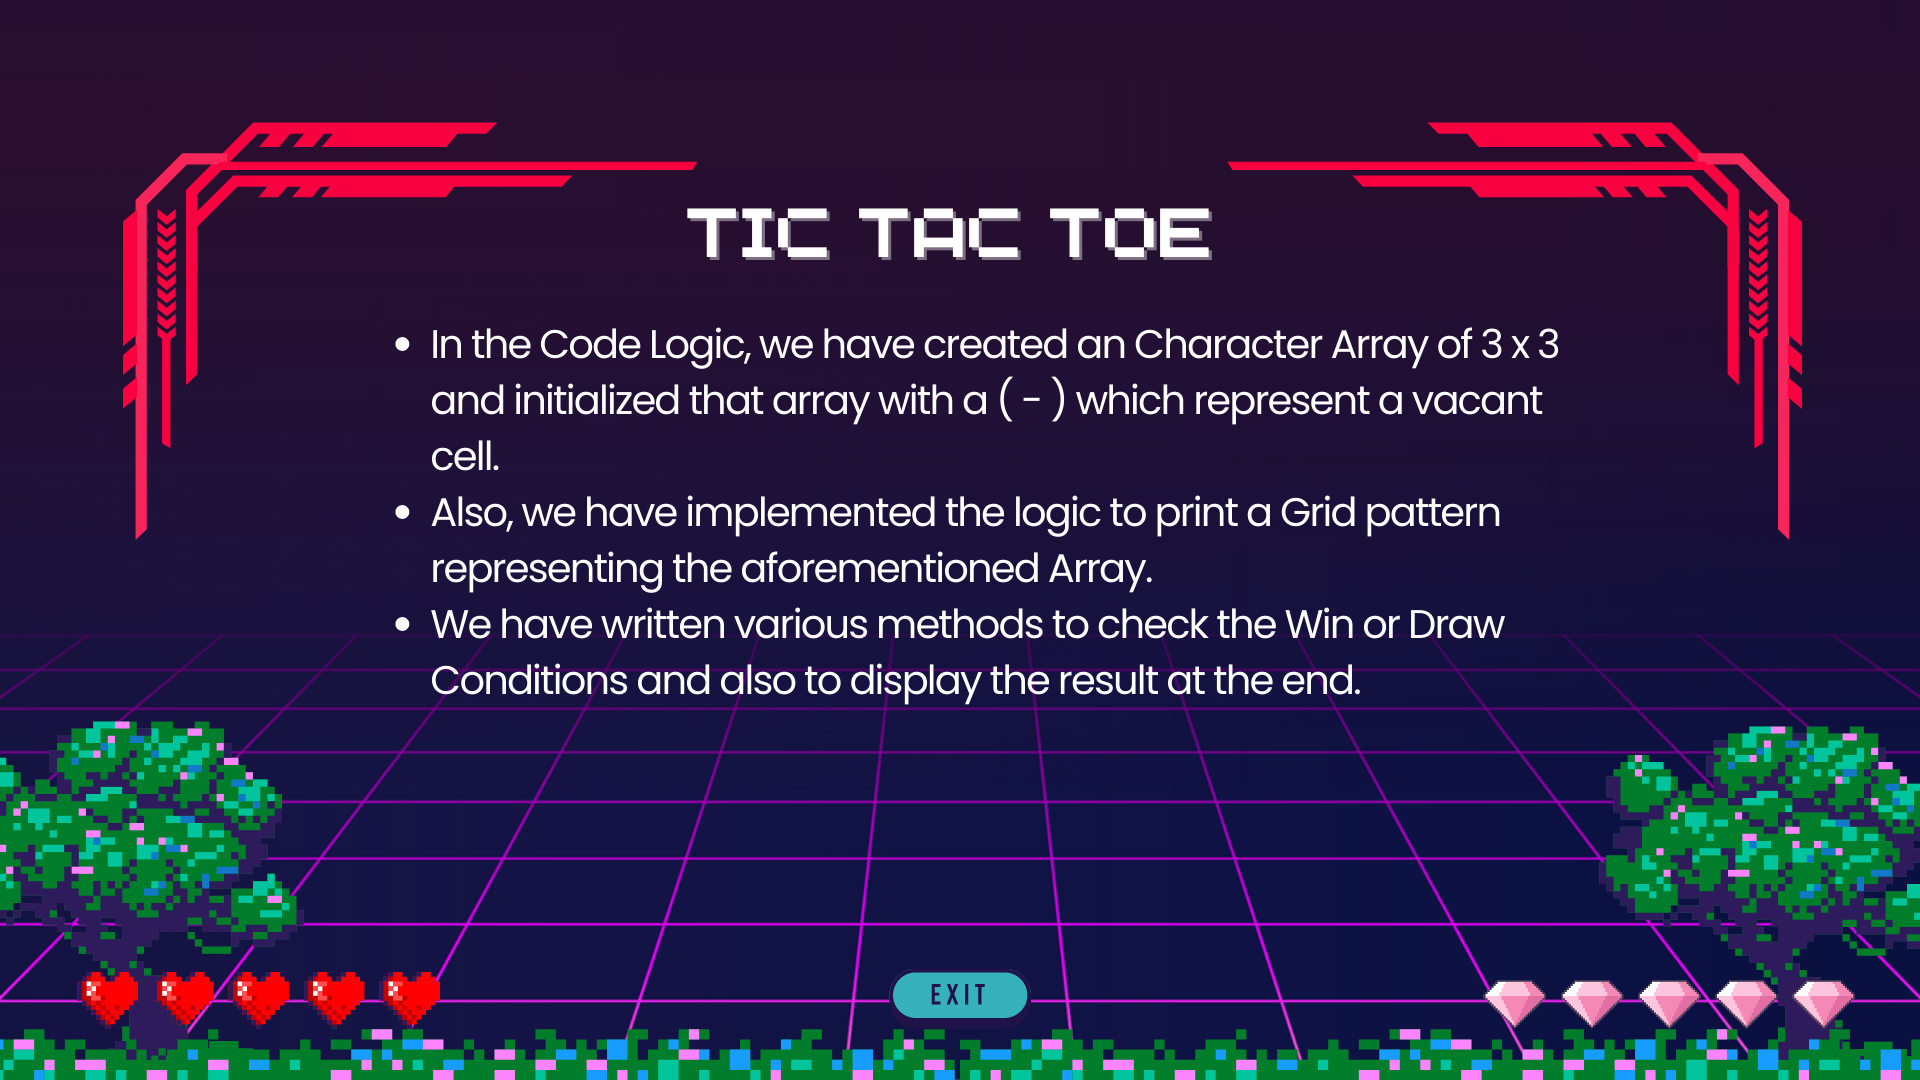 TIC TAC TOE
• In the Code Logic, we have created an Character Array of 3 x 3
and initialized that array with a ( - ) which represent a vacant
cell.
• Also, we have implemented the logic to print a Grid pattern
representing the aforementioned Array.
• We have written various methods to check the Win or Draw
Conditions and also to display the result at the end.
EXIT